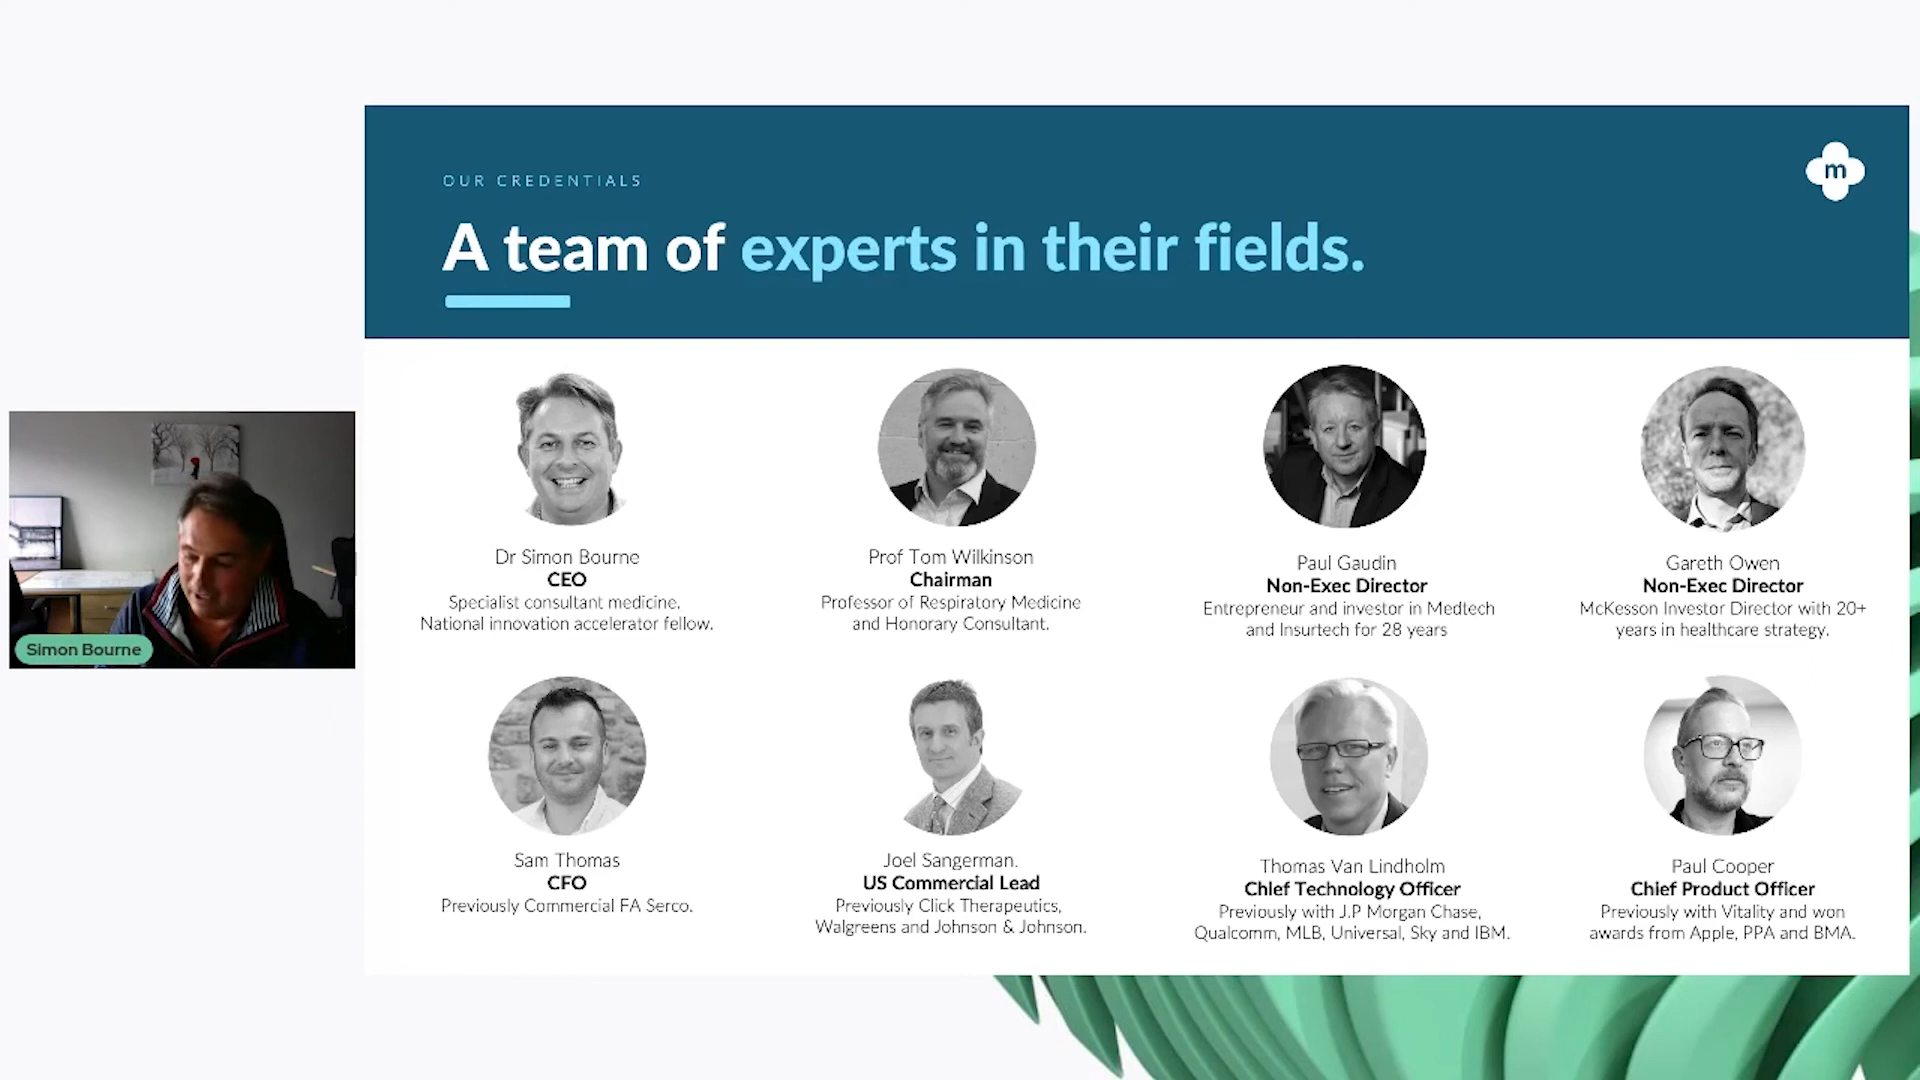 OUR CREDENTIALS
m
A team of experts in their fields.
Dr Simon Bourne
CEO
Specialist consultant medicine.
National innovation accelerator fellow.
Prof Tom Wilkinson
Chairman
Professor of Respiratory Medicine
and Honorary Consultant.
Paul Gaudin
Non-Exec Director
Entrepreneur and investor in Medtech
and Insurtech for 28 years
Gareth Owen
Non-Exec Director
McKesson Investor Director with 20+
years in healthcare strategy.
Simon Bourne
Sam Thomas
CFO
Previously Commercial FA Serco.
Joel Sangerman.
US Commercial Lead
Previously Click Therapeutics,
Walgreens and Johnson & Johnson.
Thomas Van Lindholm
Chief Technology Officer
Previously with J.P Morgan Chase,
Qualcomm, MLB, Universal, Sky and IBM.
Paul Cooper
Chief Product Officer
Previously with Vitality and won
awards from Apple, PPA and BMA.